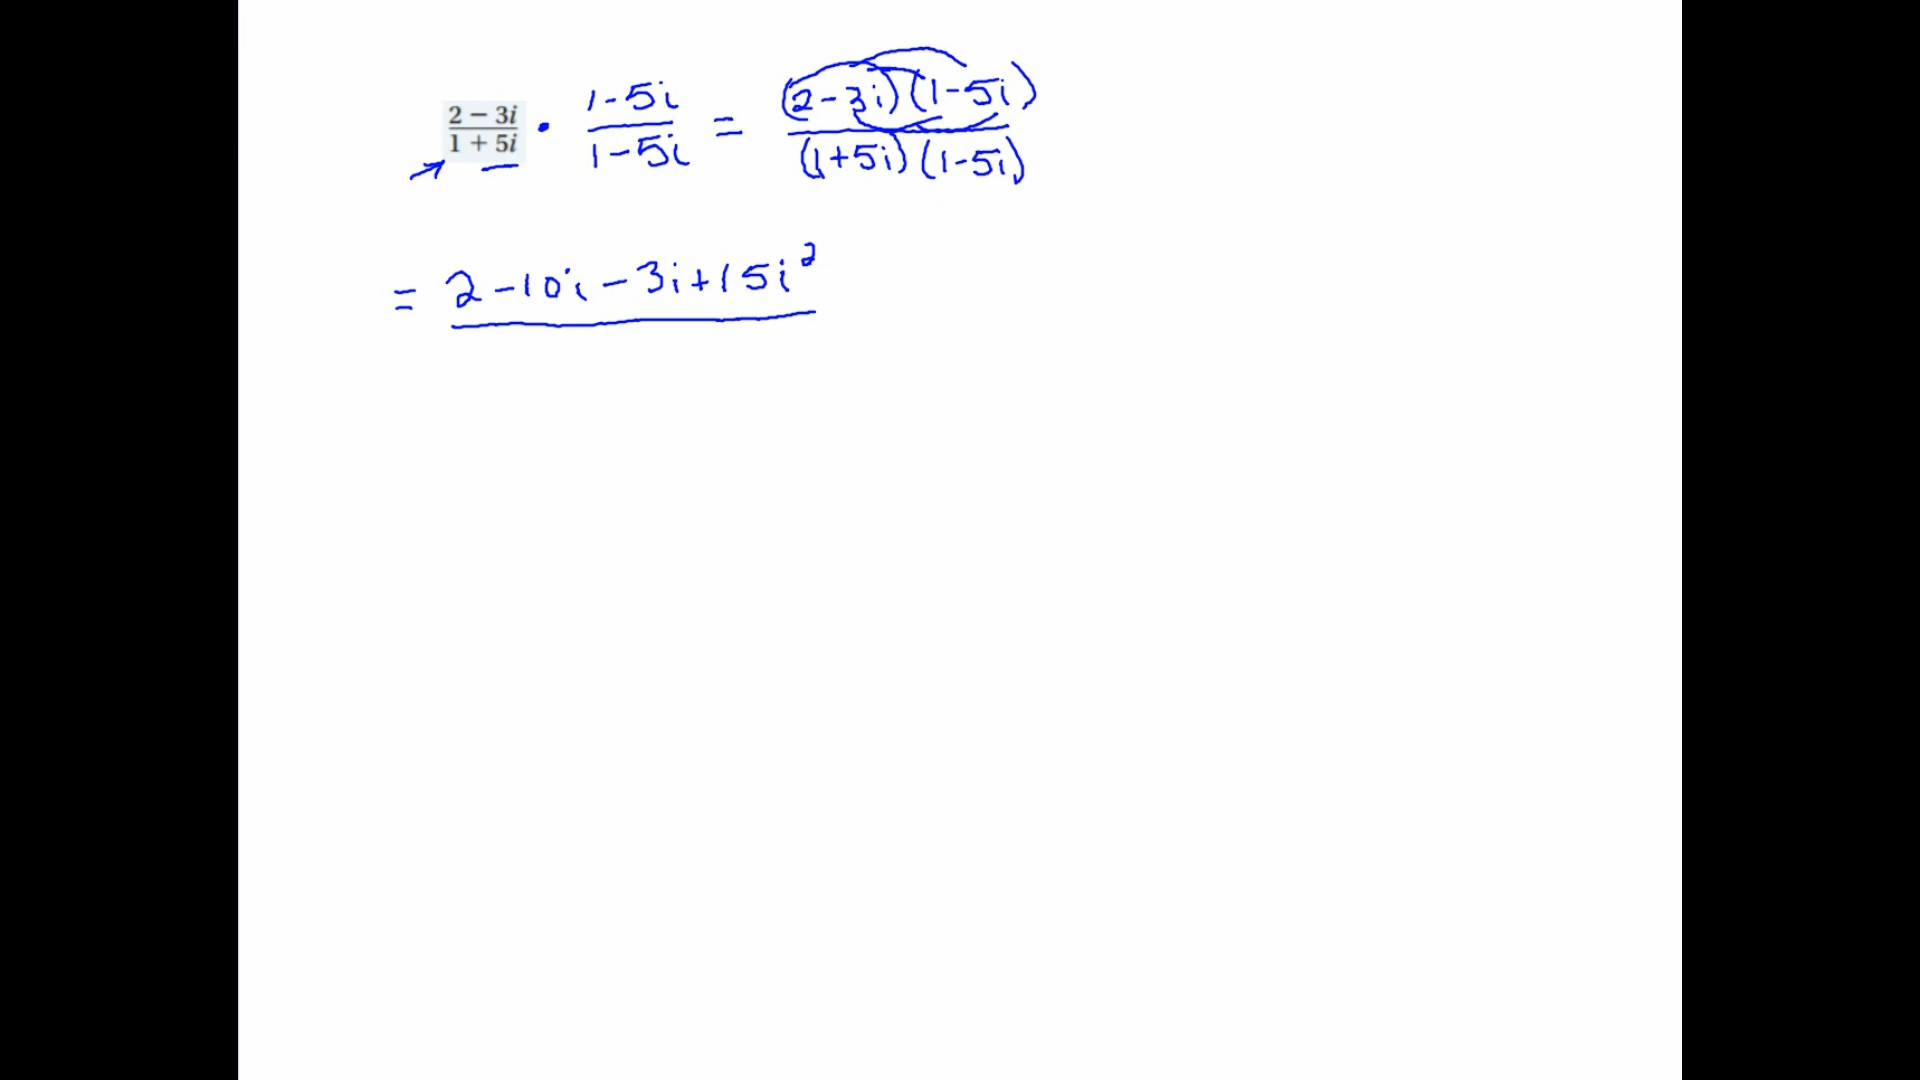 (2 - 3i)/(1 + 5i) · (1-5i)/(1-5i) = (2-3i)(1-5i)/(1+5i)(1-5i)
= 2-10i-3i+15i²